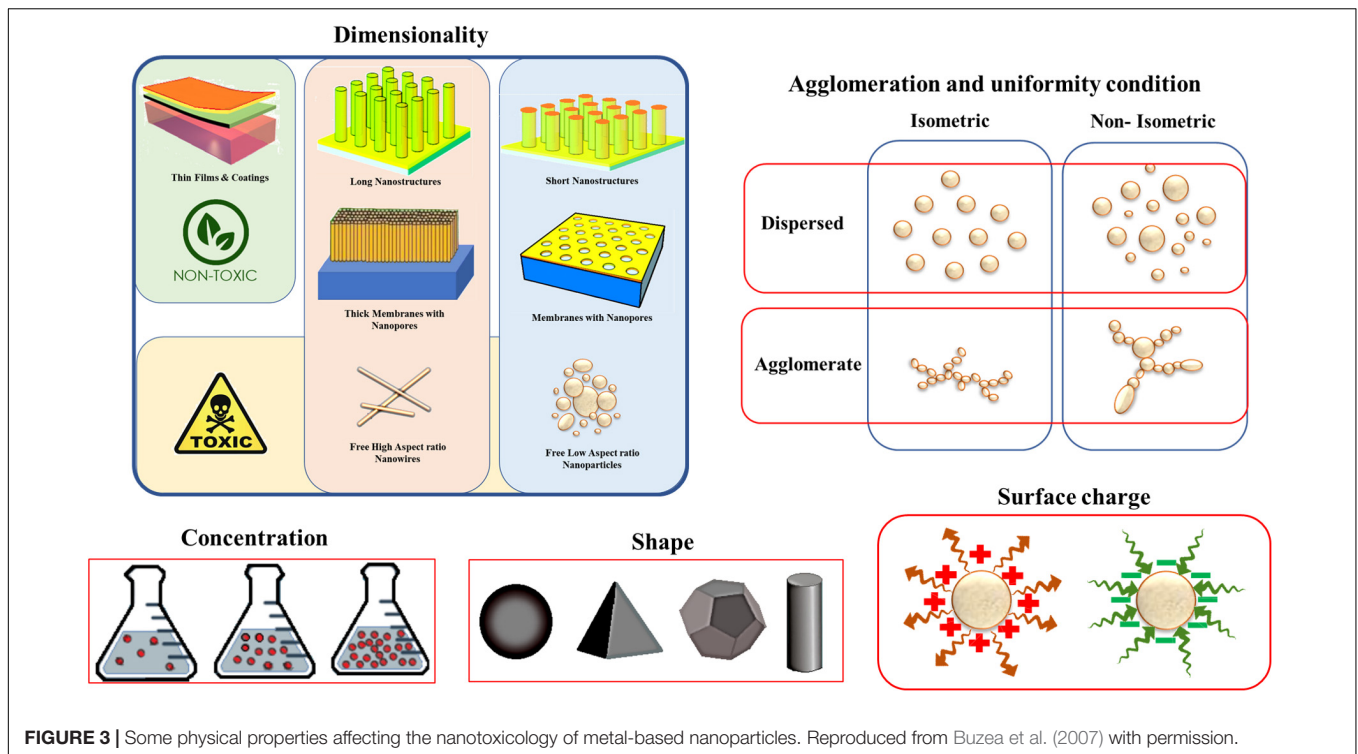 Dimensionality
Thin Films & Coatings
NON-TOXIC
Long Nanostructures
Short Nanostructures
Thick Membranes with
Nanopores
Membranes with Nanopores
TOXIC
Free High Aspect ratio
Nanowires
Free Low Aspect ratio
Nanoparticles
Agglomeration and uniformity condition
Isometric
Non- Isometric
Dispersed
Agglomerate
Concentration
Shape
Surface charge
FIGURE 3 | Some physical properties affecting the nanotoxicology of metal-based nanoparticles. Reproduced from Buzea et al. (2007) with permission.